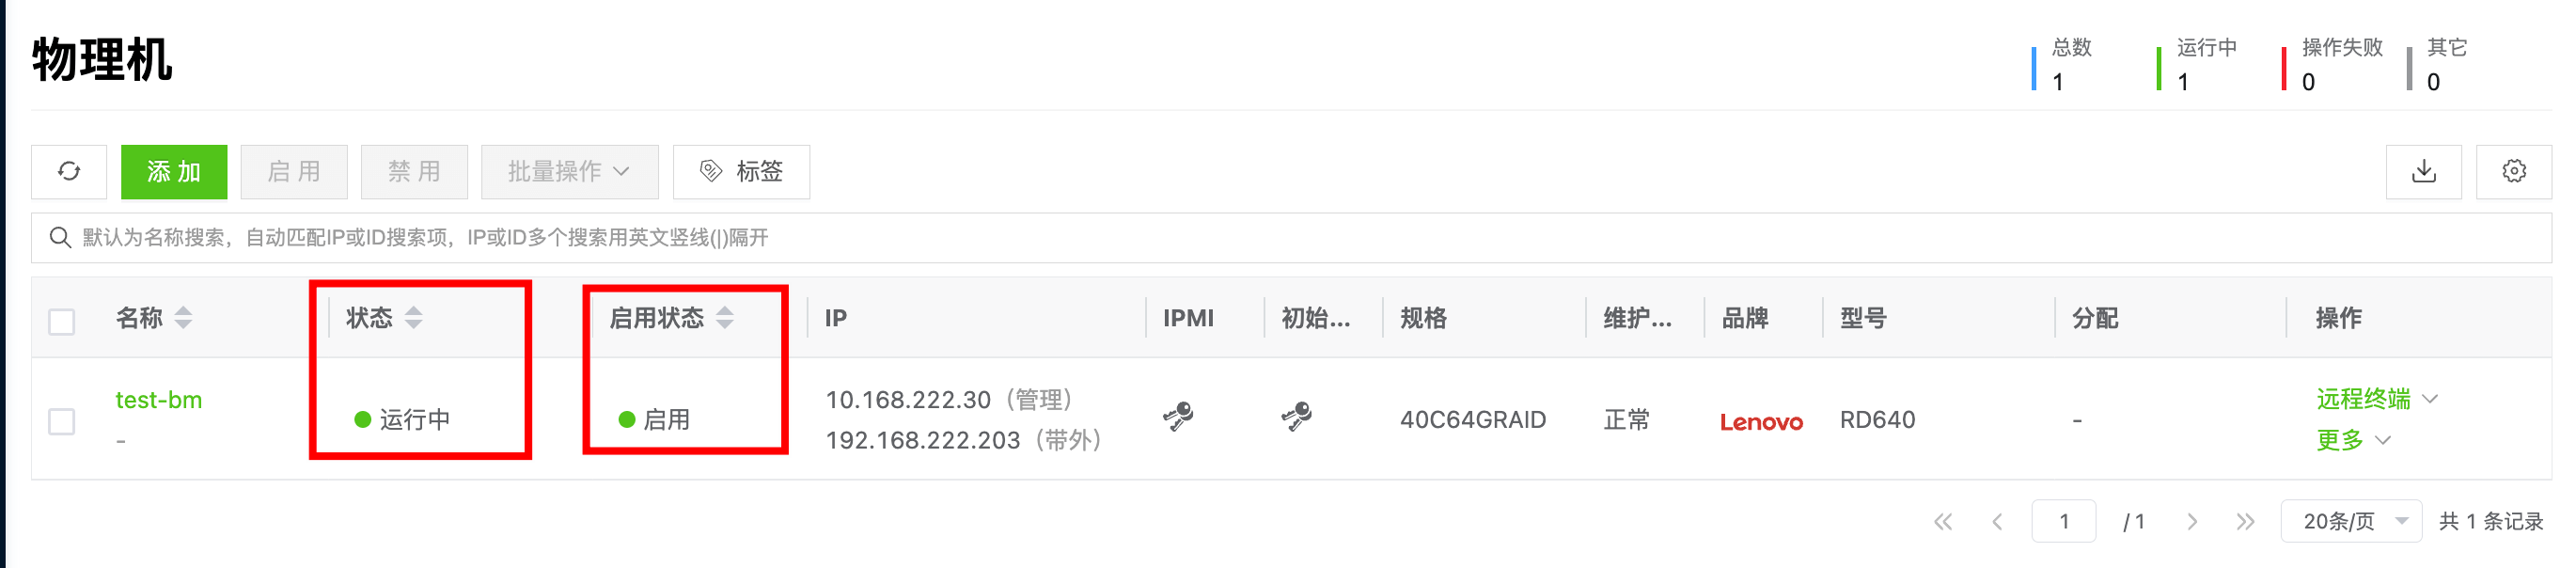 物理机
总数 运行中 操作失败 其它
1 1 0 0
添 加 启 用 禁 用 批量操作 标签
默认为名称搜索，自动匹配IP或ID搜索项，IP或ID多个搜索用英文竖线(|)隔开
名称 状态 启用状态 IP IPMI 初始... 规格 维护... 品牌 型号 分配 操作
test-bm 运行中 启用 10.168.222.30（管理） 40C64GRAID 正常 Lenovo RD640 - 远程终端
- 192.168.222.203（带外） 更多
1 / 1 20条/页 共 1 条记录